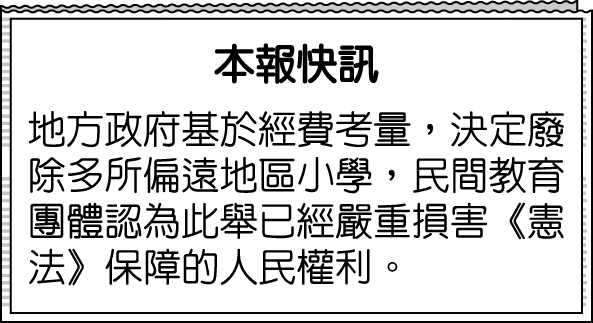 本報快訊
地方政府基於經費考量，決定廢
除多所偏遠地區小學，民間教育
團體認為此舉已經嚴重損害《憲
法》保障的人民權利。